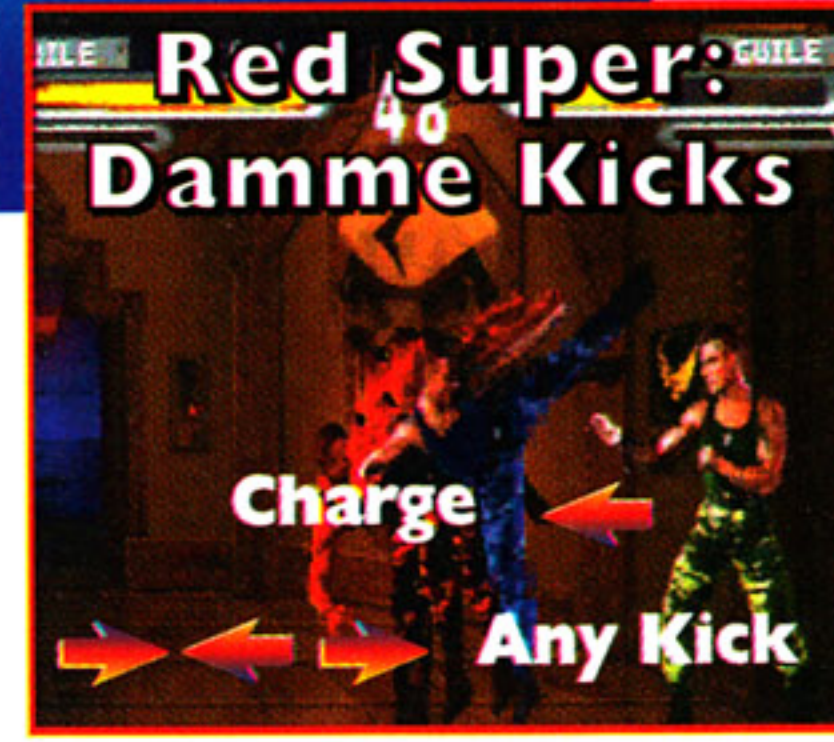 ILE
GUILE
Red Super:
40
Damme Kicks
Charge
Any Kick